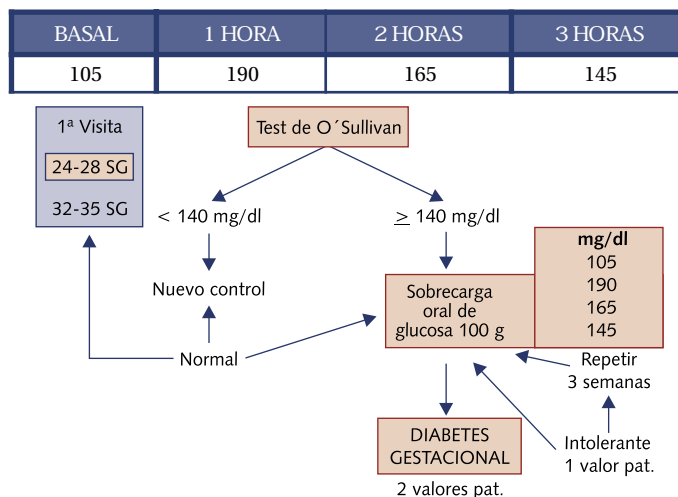 BASAL 1 HORA 2 HORAS 3 HORAS
105 190 165 145
1ª Visita
24-28 SG
32-35 SG
Test de O´Sullivan
< 140 mg/dl
≥ 140 mg/dl
Nuevo control
Normal
Sobrecarga
oral de
glucosa 100 g
mg/dl
105
190
165
145
Repetir
3 semanas
Intolerante
1 valor pat.
DIABETES
GESTACIONAL
2 valores pat.